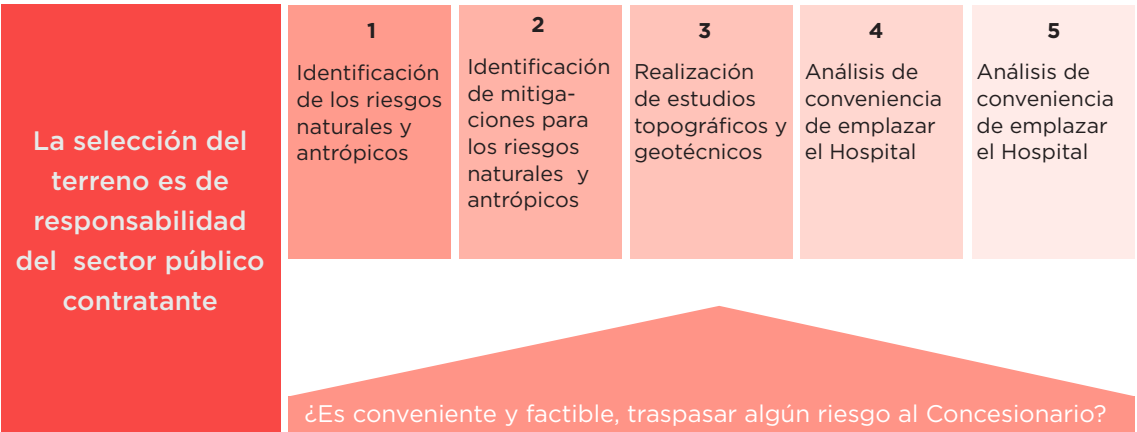 La selección del
terreno es de
responsabilidad
del  sector público
contratante
1
Identificación
de los riesgos
naturales y
antrópicos
2
Identificación
de mitiga-
ciones para
los riesgos
naturales  y
antrópicos
3
Realización
de estudios
topográficos y
geotécnicos
4
Análisis de
conveniencia
de emplazar
el Hospital
5
Análisis de
conveniencia
de emplazar
el Hospital
¿Es conveniente y factible, traspasar algún riesgo al Concesionario?